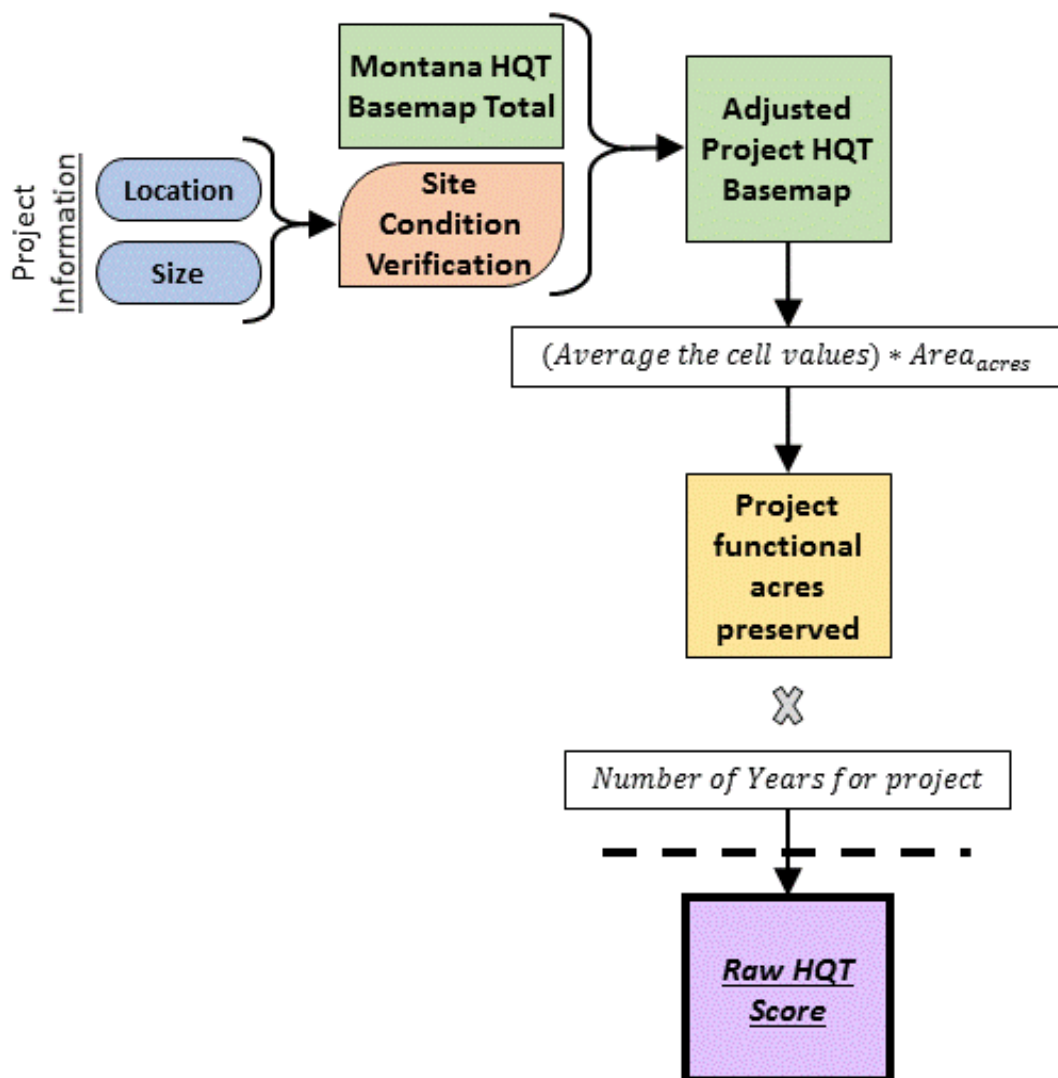 Project
Information
Location
Size
Montana HQT
Basemap Total
Site
Condition
Verification
Adjusted
Project HQT
Basemap
(Average the cell values) * Area_acres
Project
functional
acres
preserved
X
Number of Years for project
Raw HQT
Score